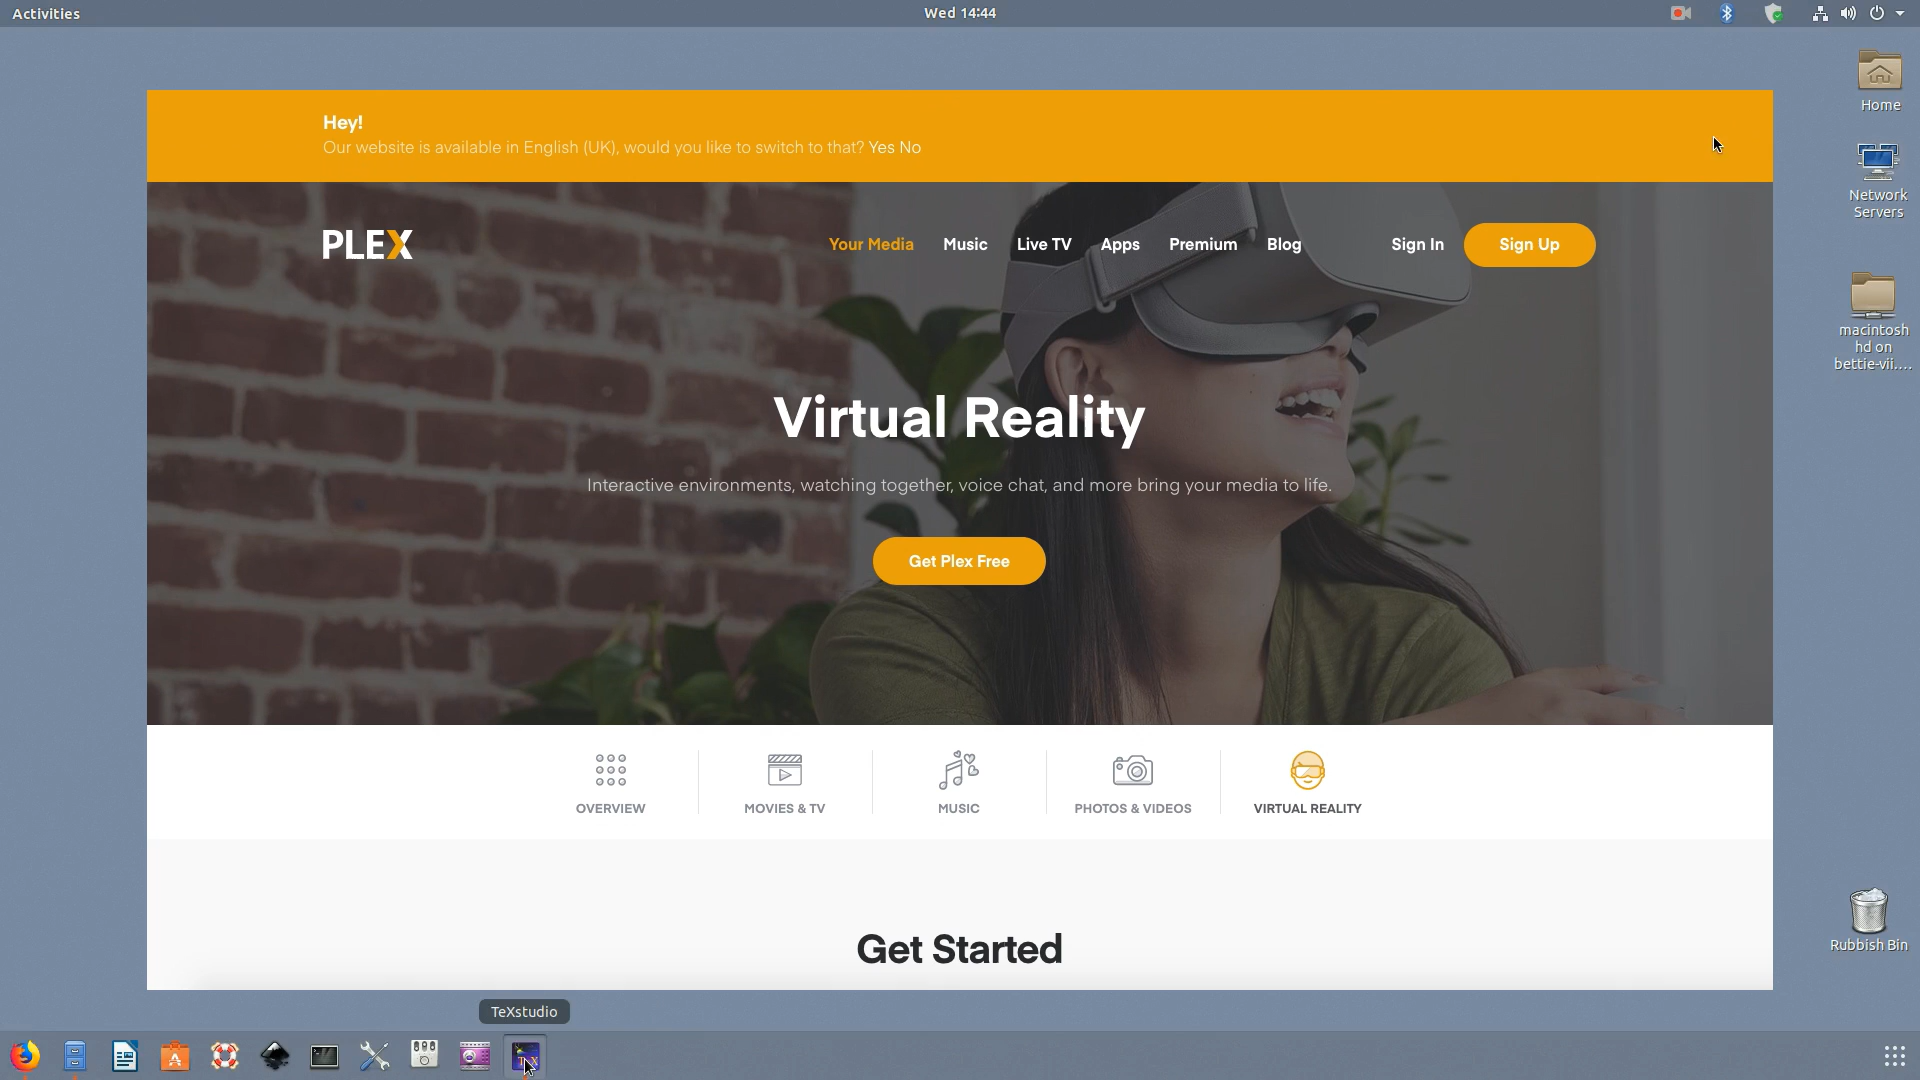 Activities
Wed 14:44
Home
Network
Servers
macintosh
hd on
bettie-vii....
Rubbish Bin
Hey!
Our website is available in English (UK), would you like to switch to that? Yes No
PLEX
Your Media Music Live TV Apps Premium Blog Sign In Sign Up
Virtual Reality
Interactive environments, watching together, voice chat, and more bring your media to life.
Get Plex Free
OVERVIEW MOVIES & TV MUSIC PHOTOS & VIDEOS VIRTUAL REALITY
Get Started
TeXstudio